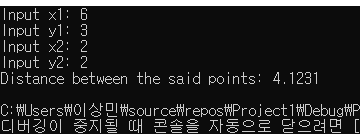 Input x1: 6
Input y1: 3
Input x2: 2
Input y2: 2
Distance between the said points: 4.1231
C:₩Users₩이상민₩source₩repos₩Project1₩Debug₩P
디버깅이 중지될 때 콘솔을 자동으로 닫으려면